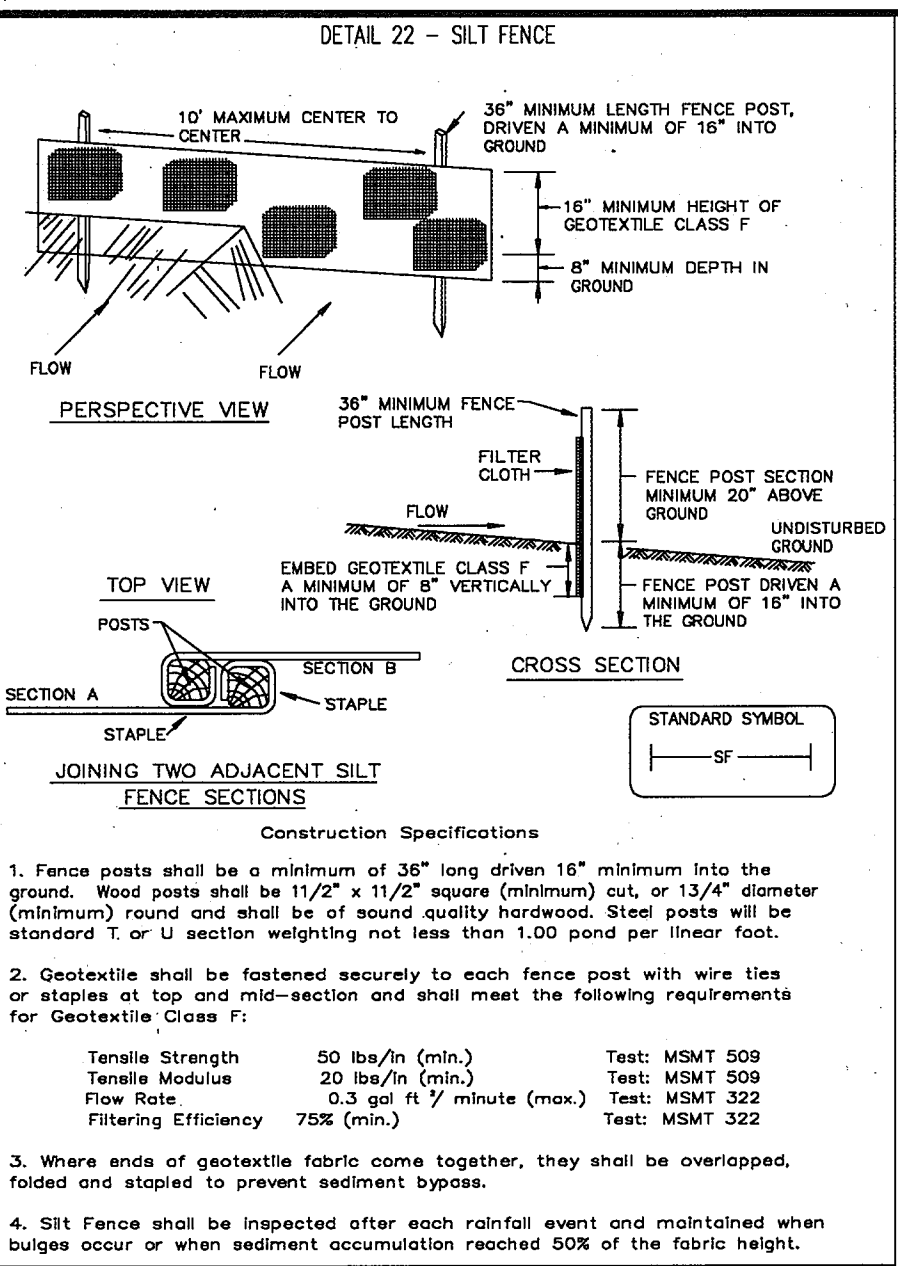 DETAIL 22 – SILT FENCE
10' MAXIMUM CENTER TO
CENTER
36" MINIMUM LENGTH FENCE POST,
DRIVEN A MINIMUM OF 16" INTO
GROUND
16" MINIMUM HEIGHT OF
GEOTEXTILE CLASS F
8" MINIMUM DEPTH IN
GROUND
FLOW
FLOW
PERSPECTIVE VIEW
36" MINIMUM FENCE
POST LENGTH
FILTER
CLOTH
FENCE POST SECTION
MINIMUM 20" ABOVE
GROUND
FLOW
UNDISTURBED
GROUND
EMBED GEOTEXTILE CLASS F
A MINIMUM OF 8" VERTICALLY
INTO THE GROUND
FENCE POST DRIVEN A
MINIMUM OF 16" INTO
THE GROUND
CROSS SECTION
TOP VIEW
POSTS
SECTION B
SECTION A
STAPLE
STAPLE
JOINING TWO ADJACENT SILT
FENCE SECTIONS
STANDARD SYMBOL
SF
Construction Specifications
1. Fence posts shall be a minimum of 36" long driven 16" minimum into the
ground. Wood posts shall be 11/2" x 11/2" square (minimum) cut, or 13/4" diameter
(minimum) round and shall be of sound quality hardwood. Steel posts will be
standard T or U section weighting not less than 1.00 pond per linear foot.
2. Geotextile shall be fastened securely to each fence post with wire ties
or staples at top and mid-section and shall meet the following requirements
for Geotextile Class F:
Tensile Strength 50 lbs/in (min.) Test: MSMT 509
Tensile Modulus 20 lbs/in (min.) Test: MSMT 509
Flow Rate 0.3 gal ft ²/ minute (max.) Test: MSMT 322
Filtering Efficiency 75% (min.) Test: MSMT 322
3. Where ends of geotextile fabric come together, they shall be overlapped,
folded and stapled to prevent sediment bypass.
4. Silt Fence shall be inspected after each rainfall event and maintained when
bulges occur or when sediment accumulation reached 50% of the fabric height.